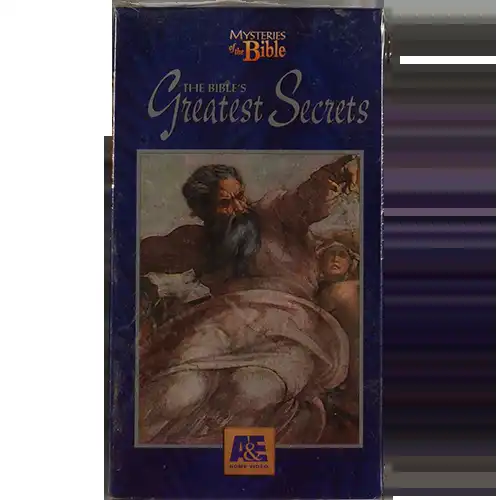 MYSTERIES
of the Bible
THE BIBLE'S
Greatest Secrets
A&E
HOME VIDEO